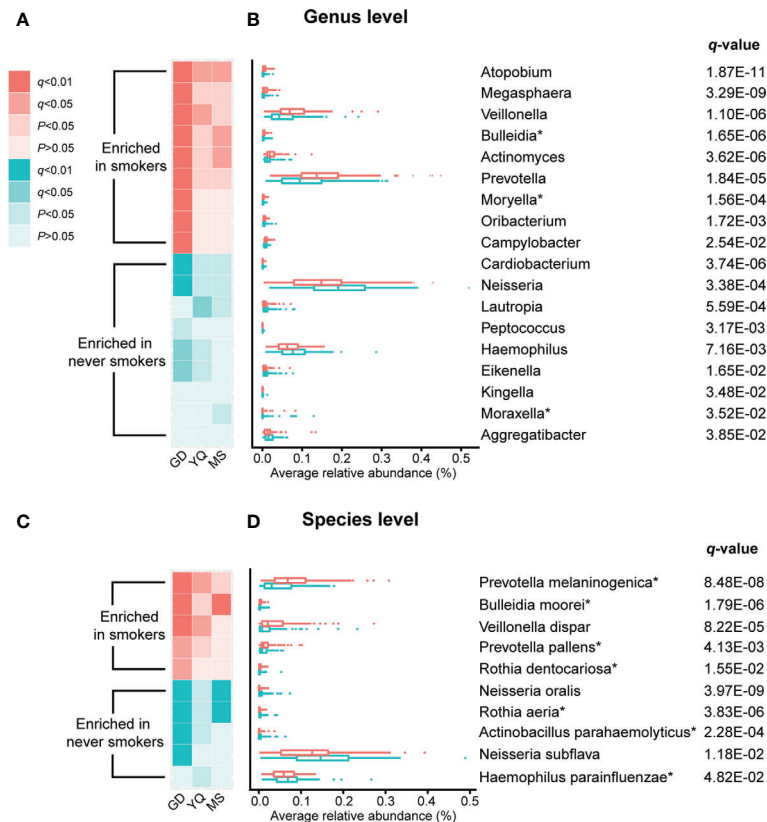 A
B
Genus level
q-value
q<0.01
q<0.05
P<0.05
P>0.05
q<0.01
q<0.05
P<0.05
P>0.05
Enriched
in smokers
Enriched in
never smokers
GD YQ MS
Atopobium 1.87E-11
Megasphaera 3.29E-09
Veillonella 1.10E-06
Bulleidia* 1.65E-06
Actinomyces 3.62E-06
Prevotella 1.84E-05
Moryella* 1.56E-04
Oribacterium 1.72E-03
Campylobacter 2.54E-02
Cardiobacterium 3.74E-06
Neisseria 3.38E-04
Lautropia 5.59E-04
Peptococcus 3.17E-03
Haemophilus 7.16E-03
Eikenella 1.65E-02
Kingella 3.48E-02
Moraxella* 3.52E-02
Aggregatibacter 3.85E-02
0.0 0.1 0.2 0.3 0.4 0.5
Average relative abundance (%)
C
D
Species level
q-value
Enriched
in smokers
Enriched in
never smokers
GD YQ MS
Prevotella melaninogenica* 8.48E-08
Bulleidia moorei* 1.79E-06
Veillonella dispar 8.22E-05
Prevotella pallens* 4.13E-03
Rothia dentocariosa* 1.55E-02
Neisseria oralis 3.97E-09
Rothia aeria* 3.83E-06
Actinobacillus parahaemolyticus* 2.28E-04
Neisseria subflava 1.18E-02
Haemophilus parainfluenzae* 4.82E-02
0.0 0.1 0.2 0.3 0.4 0.5
Average relative abundance (%)